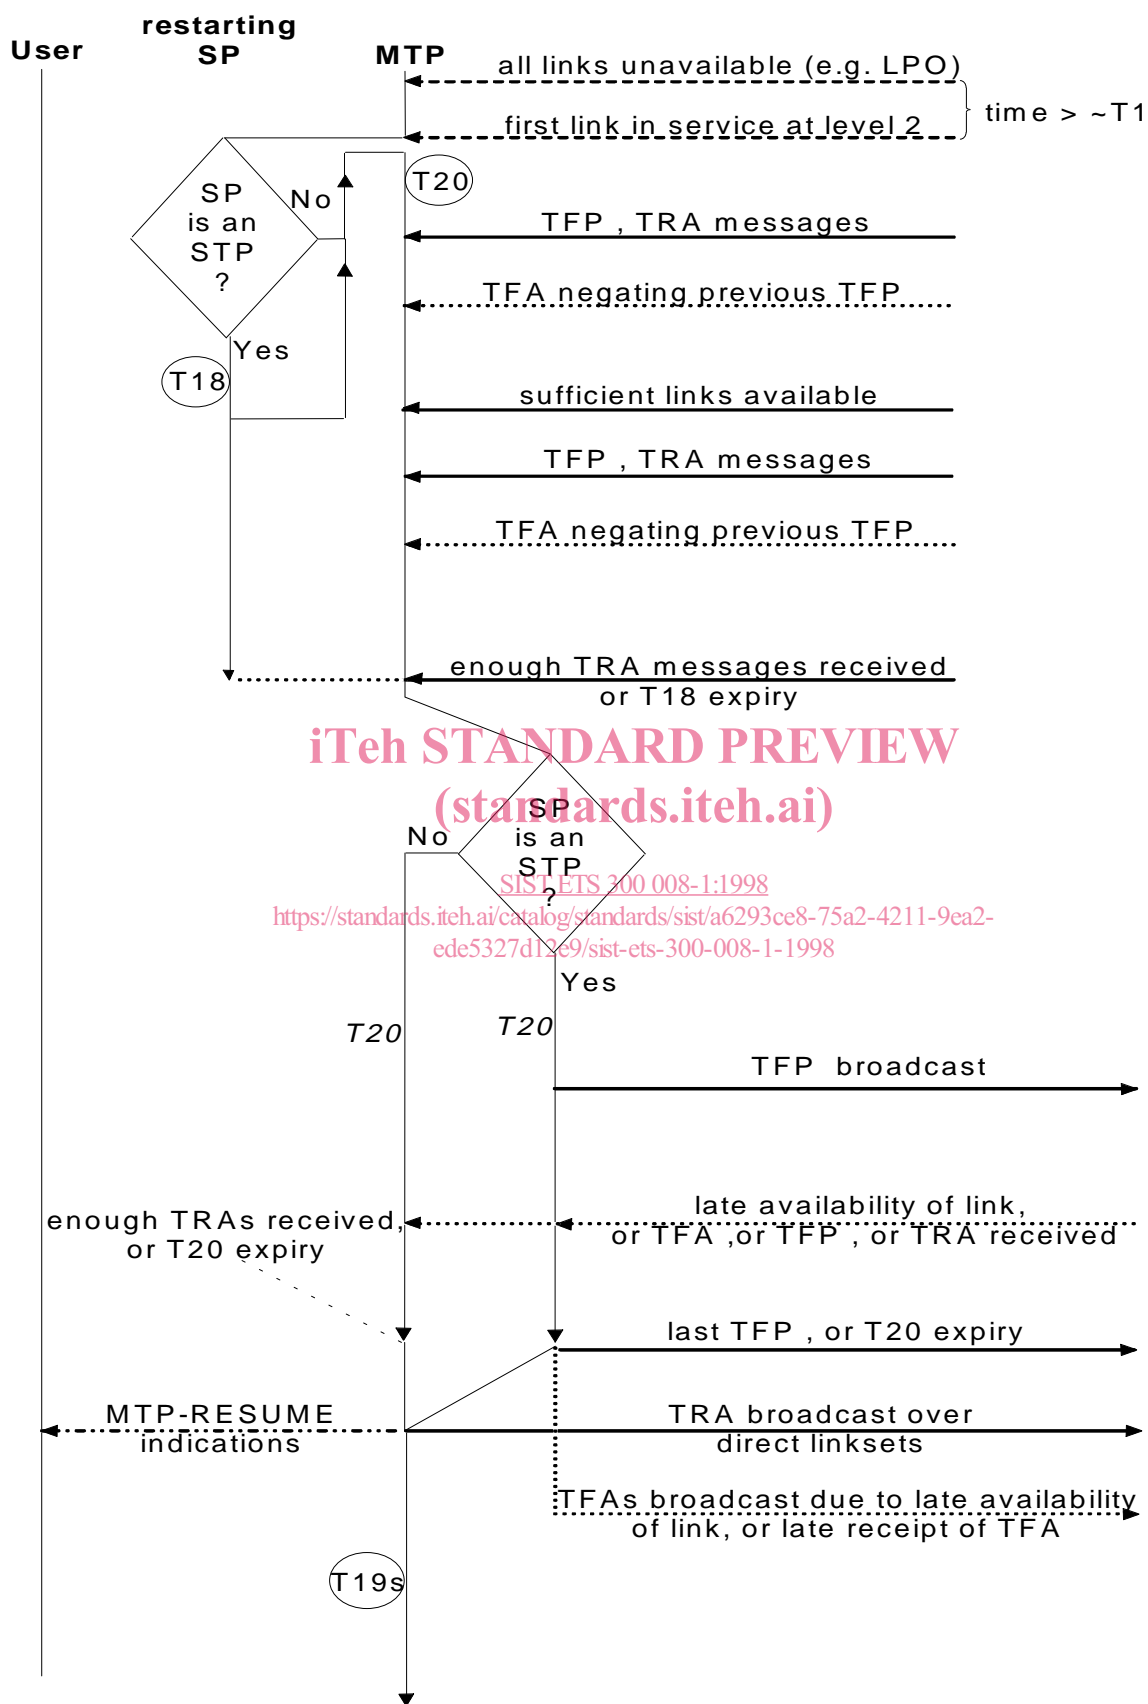 restarting
User SP MTP
all links unavailable (e.g. LPO)
time > ~T1
first link in service at level 2
T20
SP
is an
STP
?
No
TFP , TRA messages
TFA negating previous TFP
Yes
T18
sufficient links available
TFP , TRA messages
TFA negating previous TFP
enough TRA messages received
or T18 expiry
iTeh STANDARD PREVIEW
(standards.iteh.ai)
SP
is an
STP
?
No
SIST ETS 300 008-1:1998
https://standards.iteh.ai/catalog/standards/sist/a6293ce8-75a2-4211-9ea2-
ede5327d12e9/sist-ets-300-008-1-1998
Yes
T20
T20
TFP broadcast
enough TRAs received,
or T20 expiry
late availability of link,
or TFA ,or TFP , or TRA received
last TFP , or T20 expiry
MTP-RESUME
indications
TRA broadcast over
direct linksets
TFAs broadcast due to late availability
of link, or late receipt of TFA
T19s